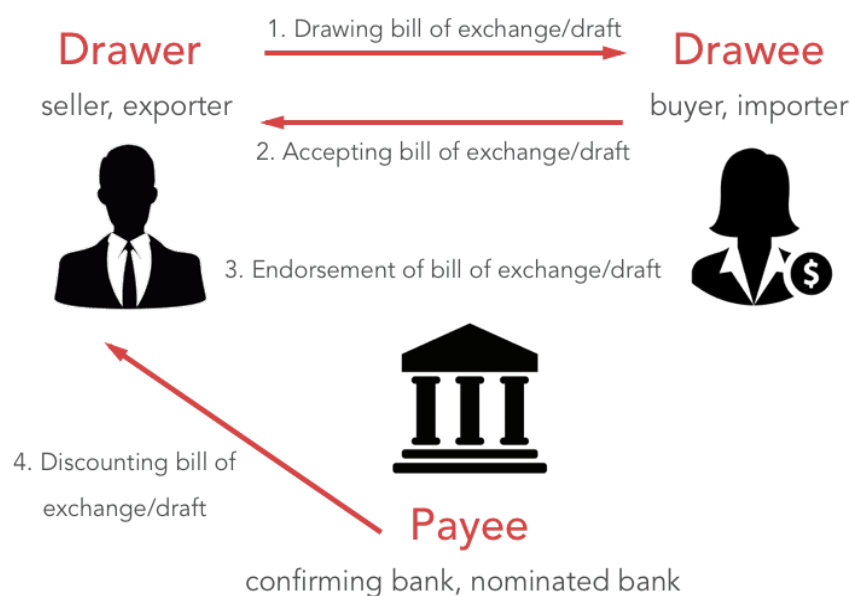 1. Drawing bill of exchange/draft
Drawer
Drawee
seller, exporter
buyer, importer
2. Accepting bill of exchange/draft
3. Endorsement of bill of exchange/draft
$
4. Discounting bill of
exchange/draft
Payee
confirming bank, nominated bank